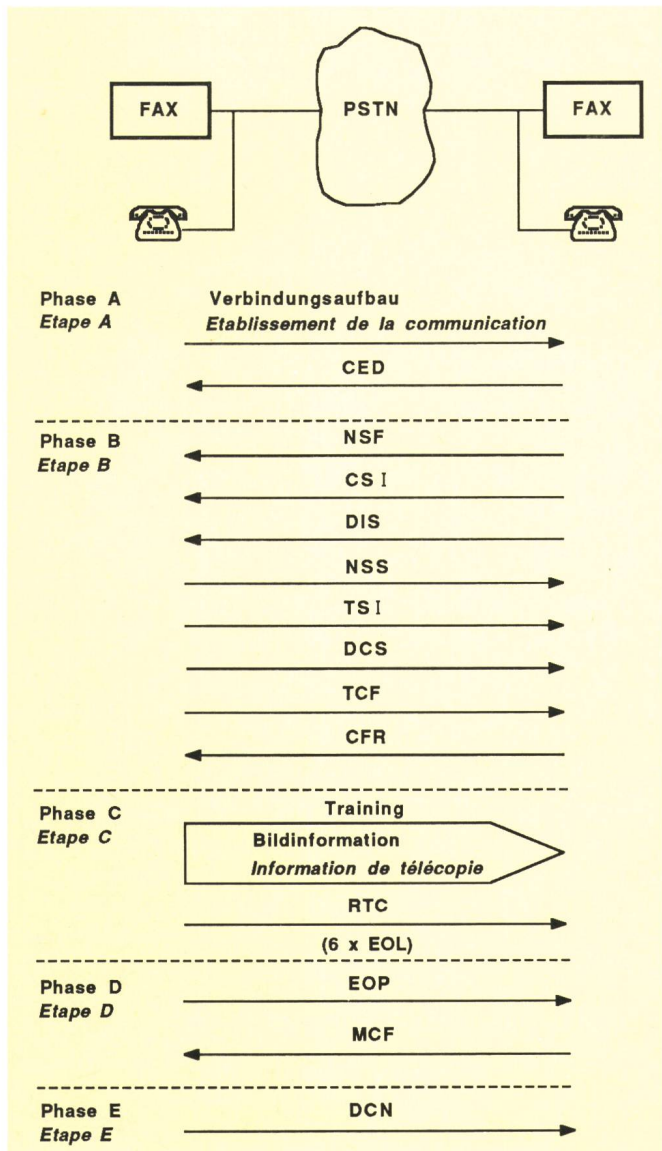 FAX PSTN FAX
Phase A Verbindungsaufbau
Etape A Etablissement de la communication
CED
Phase B NSF
Etape B
CSI
DIS
NSS
TSI
DCS
TCF
CFR
Training
Phase C
Etape C Bildinformation
Information de télécopie
RTC
(6 x EOL)
Phase D EOP
Etape D
MCF
Phase E DCN
Etape E